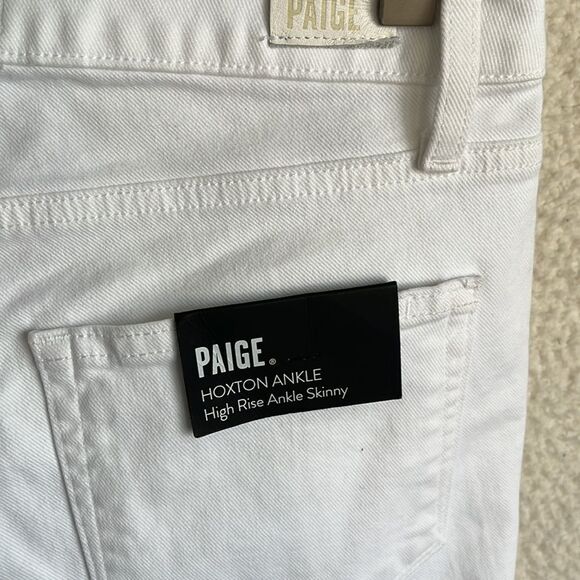 PAIGE
PAIGE®
HOXTON ANKLE
High Rise Ankle Skinny